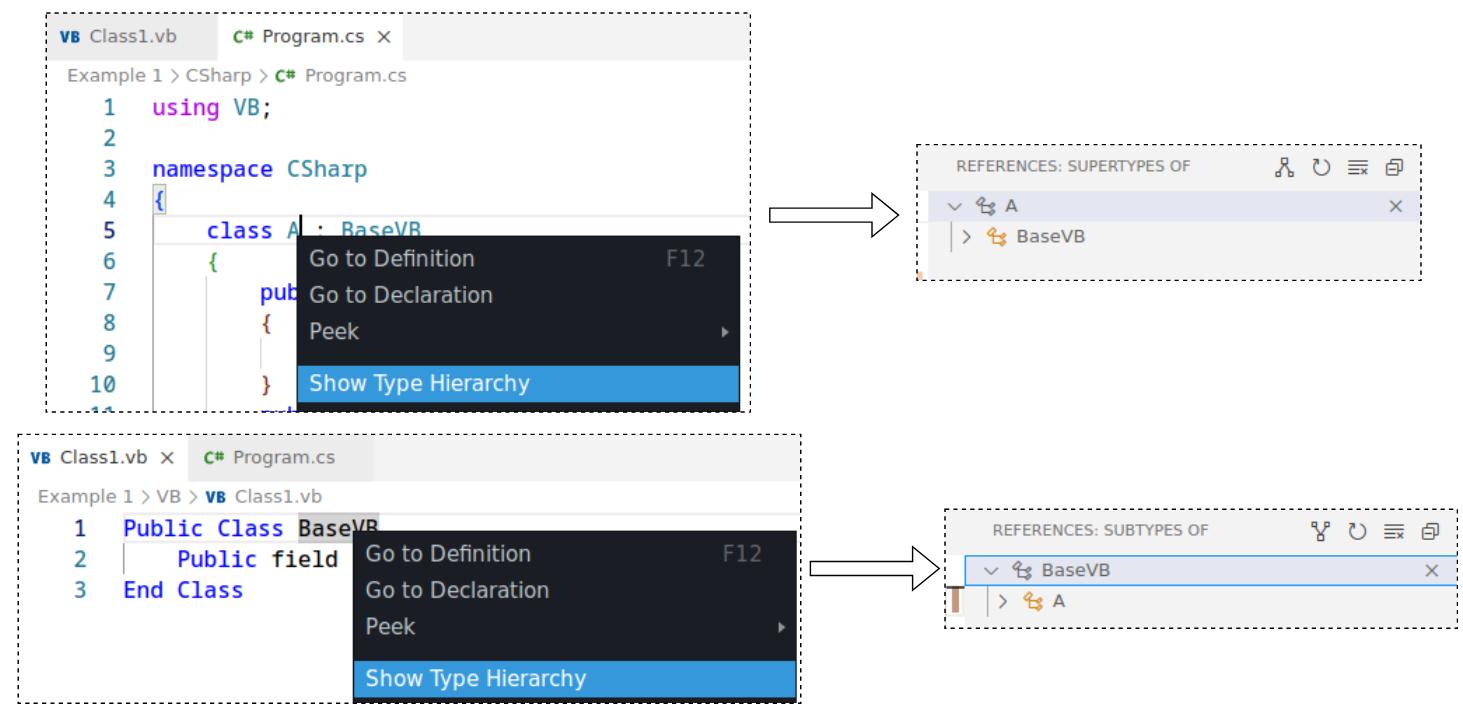 VB Class1.vb C# Program.cs ×
Example 1 > CSharp > C# Program.cs
1 using VB;
2
3 namespace CSharp
4 {
5 class A : BaseVB
6 {
7 pub
8 {
9
10 }
Go to Definition F12
Go to Declaration
Peek
Show Type Hierarchy
REFERENCES: SUPERTYPES OF
A
BaseVB
VB Class1.vb × C# Program.cs
Example 1 > VB > VB Class1.vb
1 Public Class BaseVB
2 Public field
3 End Class
Go to Definition F12
Go to Declaration
Peek
Show Type Hierarchy
REFERENCES: SUBTYPES OF
BaseVB
A